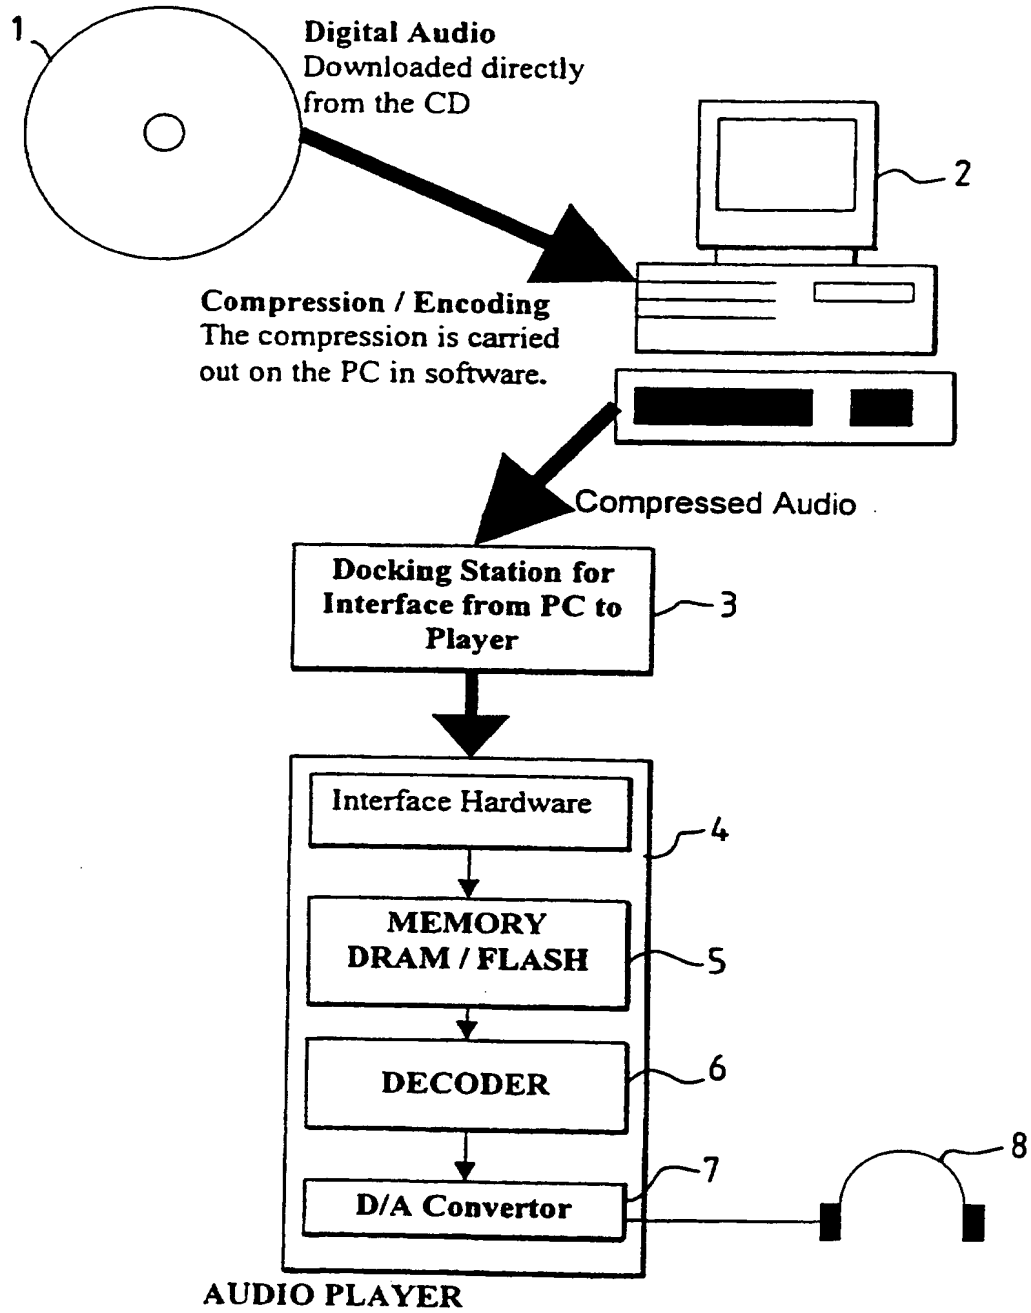 1
Digital Audio
Downloaded directly
from the CD
2
Compression / Encoding
The compression is carried
out on the PC in software.
Compressed Audio
Docking Station for
Interface from PC to
Player
3
Interface Hardware
4
MEMORY
DRAM / FLASH
5
DECODER
6
D/A Convertor
7
8
AUDIO PLAYER